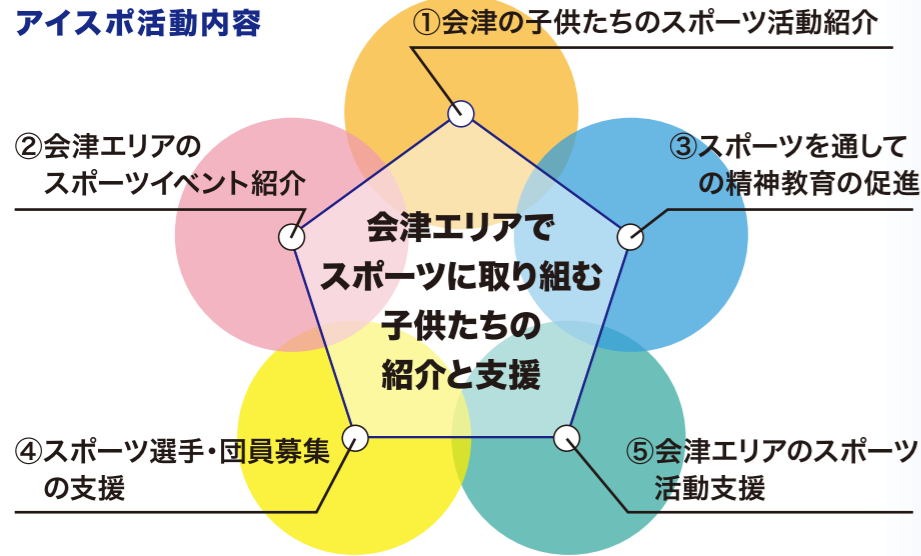 アイスポ活動内容
①会津の子供たちのスポーツ活動紹介
②会津エリアの
スポーツイベント紹介
③スポーツを通して
の精神教育の促進
会津エリアで
スポーツに取り組む
子供たちの
紹介と支援
④スポーツ選手・団員募集
の支援
⑤会津エリアのスポーツ
活動支援